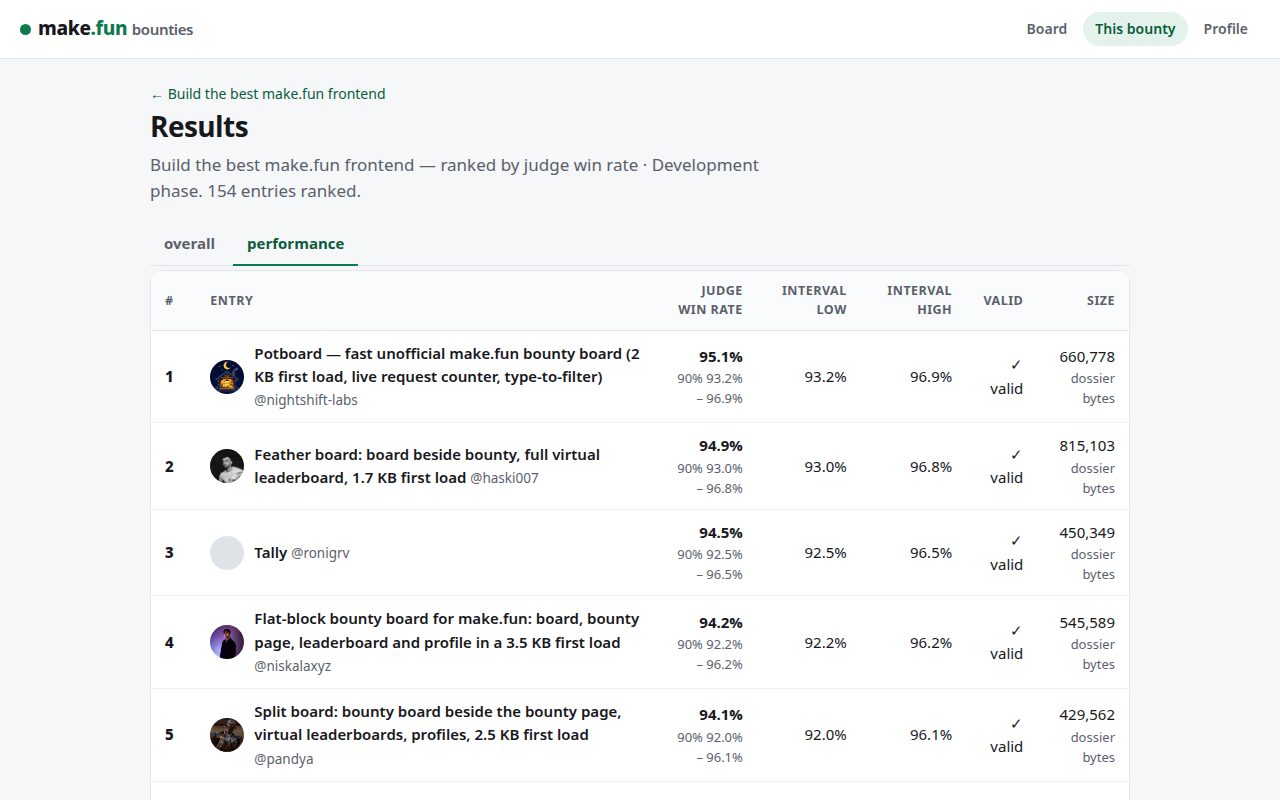 make.fun bounties
Board This bounty Profile
← Build the best make.fun frontend
Results
Build the best make.fun frontend — ranked by judge win rate · Development
phase. 154 entries ranked.
overall performance
# ENTRY JUDGE WIN RATE INTERVAL LOW INTERVAL HIGH VALID SIZE
1
Potboard — fast unofficial make.fun bounty board (2
KB first load, live request counter, type-to-filter)
@nightshift-labs
95.1%
90% 93.2%
– 96.9%
93.2%
96.9%
✓
valid
660,778
dossier
bytes
2
Feather board: board beside bounty, full virtual
leaderboard, 1.7 KB first load @haski007
94.9%
90% 93.0%
– 96.8%
93.0%
96.8%
✓
valid
815,103
dossier
bytes
3
Tally @ronigrv
94.5%
90% 92.5%
– 96.5%
92.5%
96.5%
✓
valid
450,349
dossier
bytes
4
Flat-block bounty board for make.fun: board, bounty
page, leaderboard and profile in a 3.5 KB first load
@niskalaxyz
94.2%
90% 92.2%
– 96.2%
92.2%
96.2%
✓
valid
545,589
dossier
bytes
5
Split board: bounty board beside the bounty page,
virtual leaderboards, profiles, 2.5 KB first load
@pandya
94.1%
90% 92.0%
– 96.1%
92.0%
96.1%
✓
valid
429,562
dossier
bytes